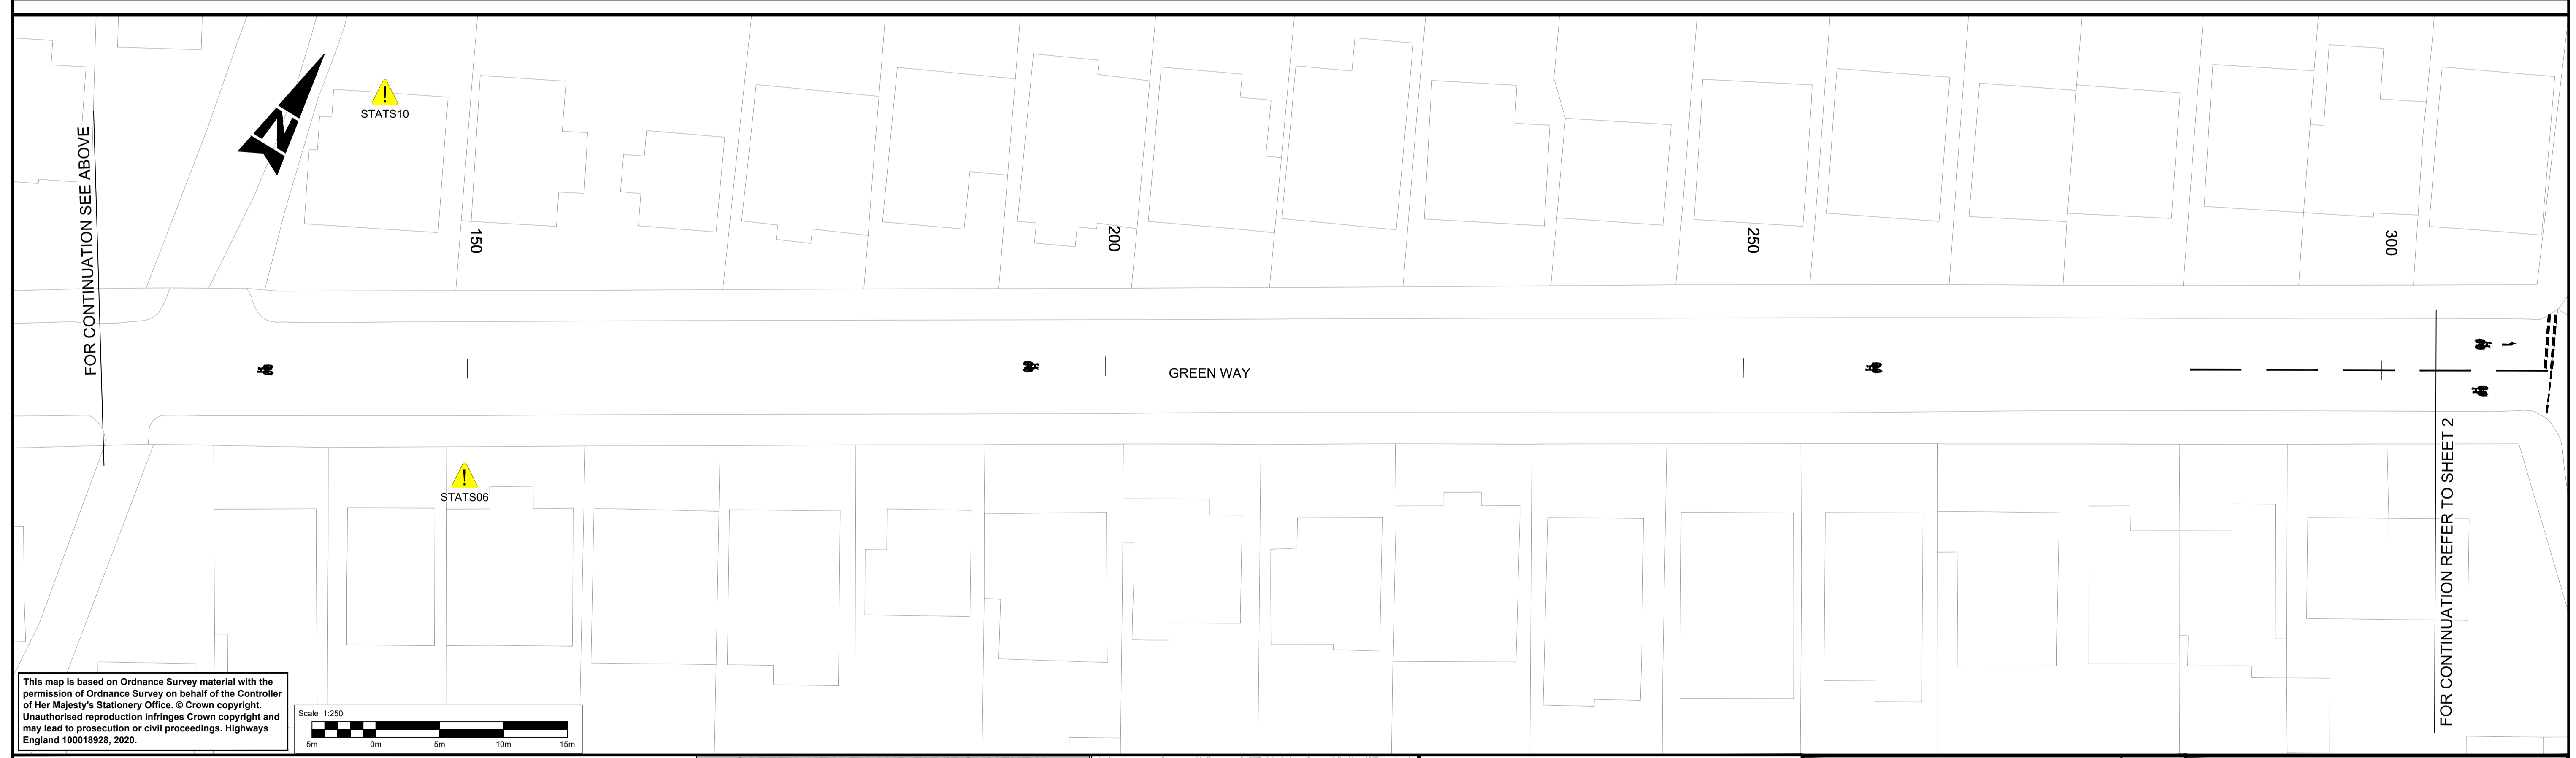 FOR CONTINUATION SEE ABOVE
N
STATS10
150
200
250
300
GREEN WAY
STATS06
FOR CONTINUATION REFER TO SHEET 2
This map is based on Ordnance Survey material with the
permission of Ordnance Survey on behalf of the Controller
of Her Majesty's Stationery Office. © Crown copyright.
Unauthorised reproduction infringes Crown copyright and
may lead to prosecution or civil proceedings. Highways
England 100018928, 2020.
Scale 1:250
5m 0m 5m 10m 15m